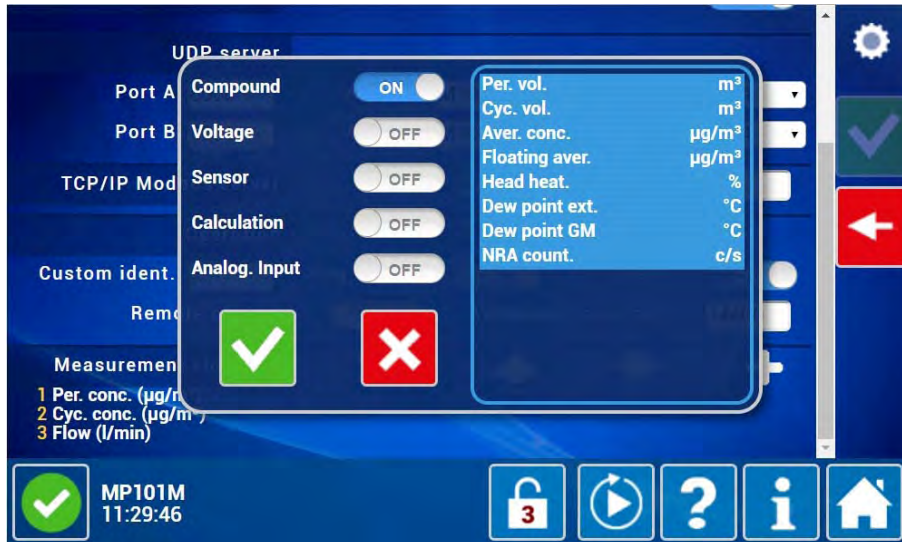 UDP server
Port A
Port B
TCP/IP Mod
Custom ident.
Remo
Measuremen
1 Per. conc. (µg/m
2 Cyc. conc. (µg/m³)
3 Flow (l/min)
Compound ON
Voltage OFF
Sensor OFF
Calculation OFF
Analog. Input OFF
Per. vol. m³
Cyc. vol. m³
Aver. conc. µg/m³
Floating aver. µg/m³
Head heat. %
Dew point ext. °C
Dew point GM °C
NRA count. c/s
MP101M
11:29:46
3
?
i